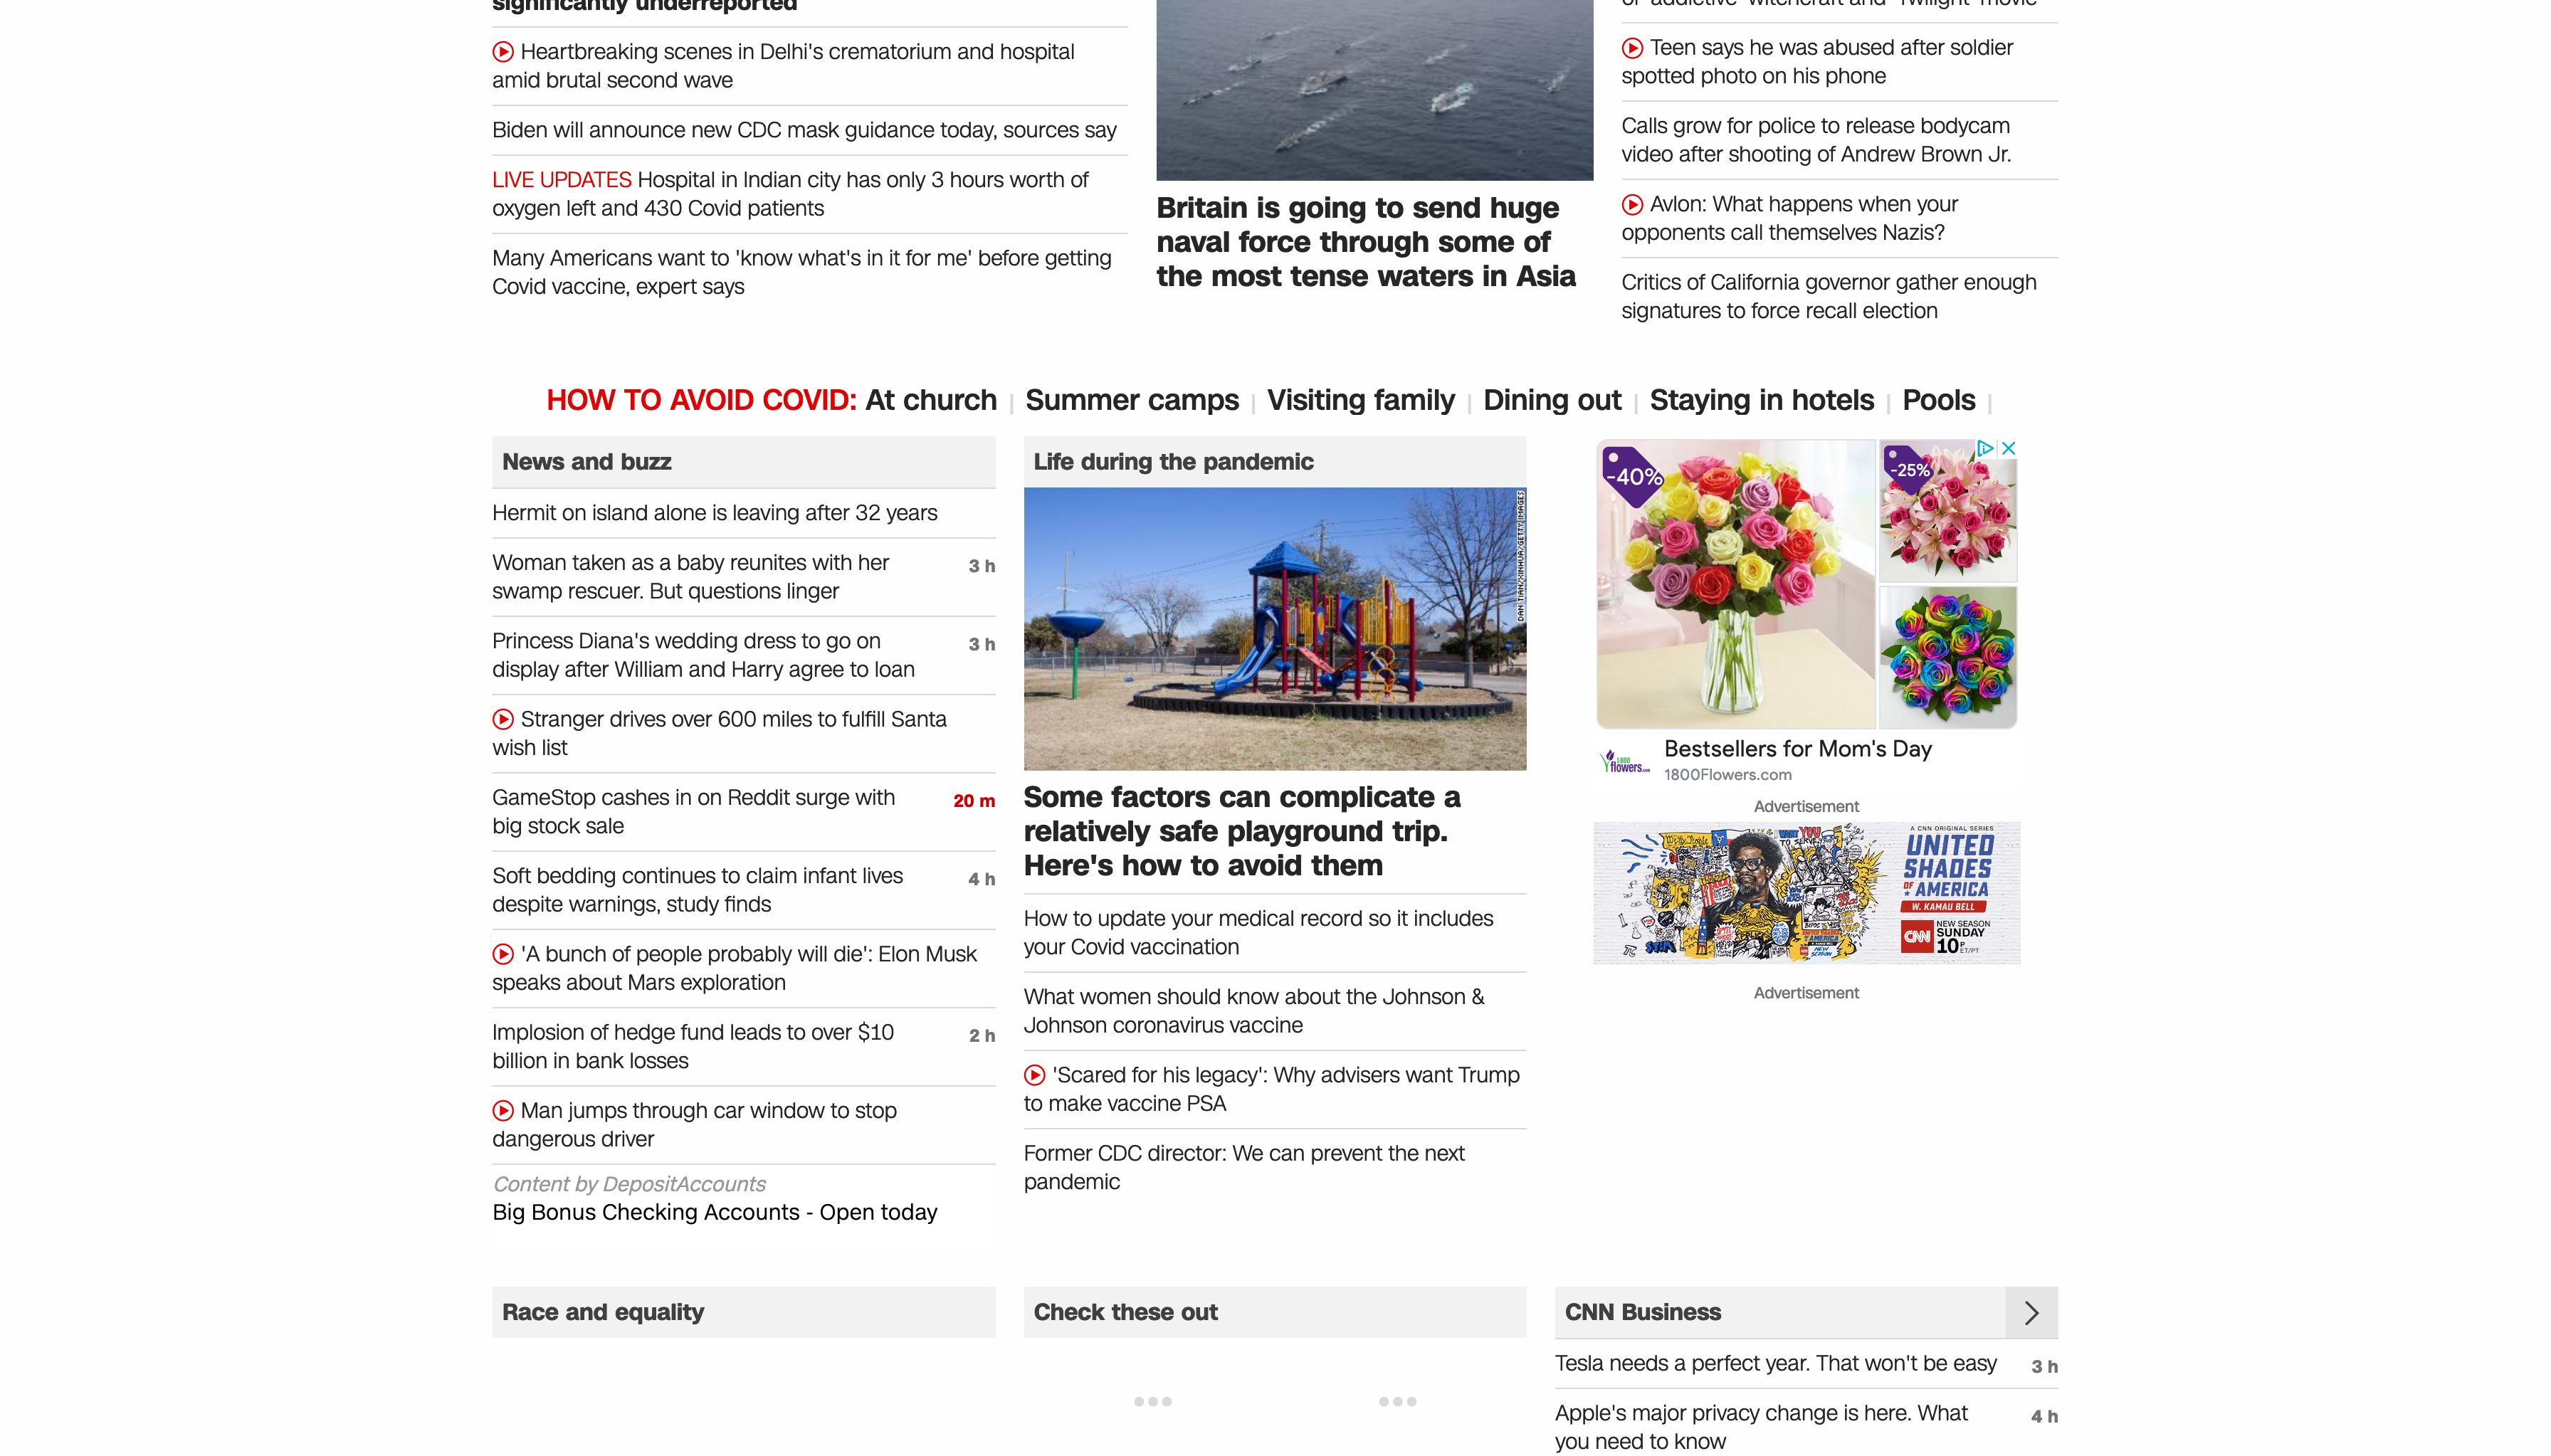 significantly underreported
Heartbreaking scenes in Delhi's crematorium and hospital
amid brutal second wave
Biden will announce new CDC mask guidance today, sources say
LIVE UPDATES Hospital in Indian city has only 3 hours worth of
oxygen left and 430 Covid patients
Many Americans want to 'know what's in it for me' before getting
Covid vaccine, expert says
Britain is going to send huge
naval force through some of
the most tense waters in Asia
of 'addictive' witchcraft and 'Twilight' movie
Teen says he was abused after soldier
spotted photo on his phone
Calls grow for police to release bodycam
video after shooting of Andrew Brown Jr.
Avlon: What happens when your
opponents call themselves Nazis?
Critics of California governor gather enough
signatures to force recall election
HOW TO AVOID COVID: At church | Summer camps | Visiting family | Dining out | Staying in hotels | Pools |
News and buzz
Hermit on island alone is leaving after 32 years
Woman taken as a baby reunites with her 3 h
swamp rescuer. But questions linger
Princess Diana's wedding dress to go on 3 h
display after William and Harry agree to loan
Stranger drives over 600 miles to fulfill Santa
wish list
GameStop cashes in on Reddit surge with 20 m
big stock sale
Soft bedding continues to claim infant lives 4 h
despite warnings, study finds
'A bunch of people probably will die': Elon Musk
speaks about Mars exploration
Implosion of hedge fund leads to over $10 2 h
billion in bank losses
Man jumps through car window to stop
dangerous driver
Content by DepositAccounts
Big Bonus Checking Accounts - Open today
Life during the pandemic
DAN TIAN/XINHUA/GETTY IMAGES
Some factors can complicate a
relatively safe playground trip.
Here's how to avoid them
How to update your medical record so it includes
your Covid vaccination
What women should know about the Johnson &
Johnson coronavirus vaccine
'Scared for his legacy': Why advisers want Trump
to make vaccine PSA
Former CDC director: We can prevent the next
pandemic
-40%
-25%
1800
flowers.com
Bestsellers for Mom's Day
1800Flowers.com
Advertisement
A CNN ORIGINAL SERIES
UNITED
SHADES
OF AMERICA
W. KAMAU BELL
CNN
NEW SEASON
SUNDAY
10P ET/PT
Advertisement
Race and equality
Check these out
CNN Business
Tesla needs a perfect year. That won't be easy 3 h
Apple's major privacy change is here. What 4 h
you need to know